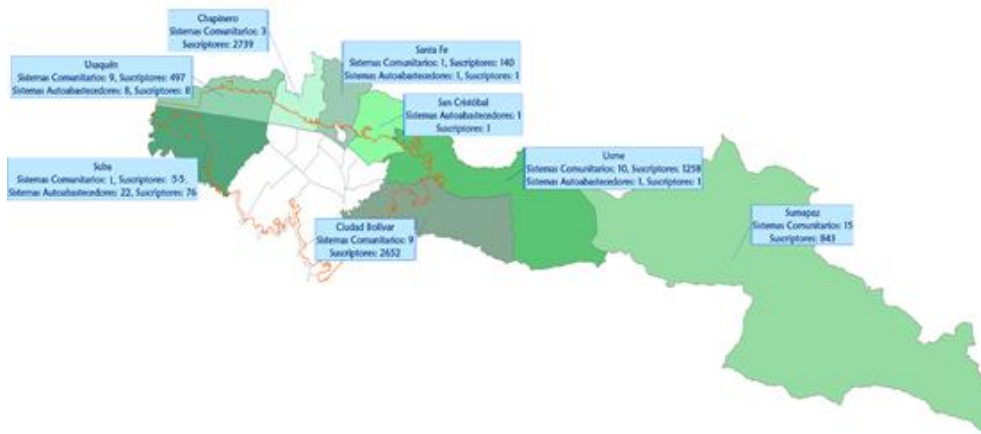 Chapinero
Sistemas Comunitarios: 3
Suscriptores: 2739
Santa Fe
Sistemas Comunitarios: 1, Suscriptores: 140
Sistemas Autoabastecedores: 1, Suscriptores: 1
Usaquén
Sistemas Comunitarios: 9, Suscriptores: 497
Sistemas Autoabastecedores: 8, Suscriptores: 8
San Cristóbal
Sistemas Autoabastecedores: 1
Suscriptores: 1
Suba
Sistemas Comunitarios: 1, Suscriptores:
Sistemas Autoabastecedores: 22, Suscriptores: 76
Usme
Sistemas Comunitarios: 10, Suscriptores: 1258
Sistemas Autoabastecedores: 1, Suscriptores: 1
Sumapaz
Sistemas Comunitarios: 15
Suscriptores: 843
Ciudad Bolívar
Sistemas Comunitarios: 9
Suscriptores: 2652